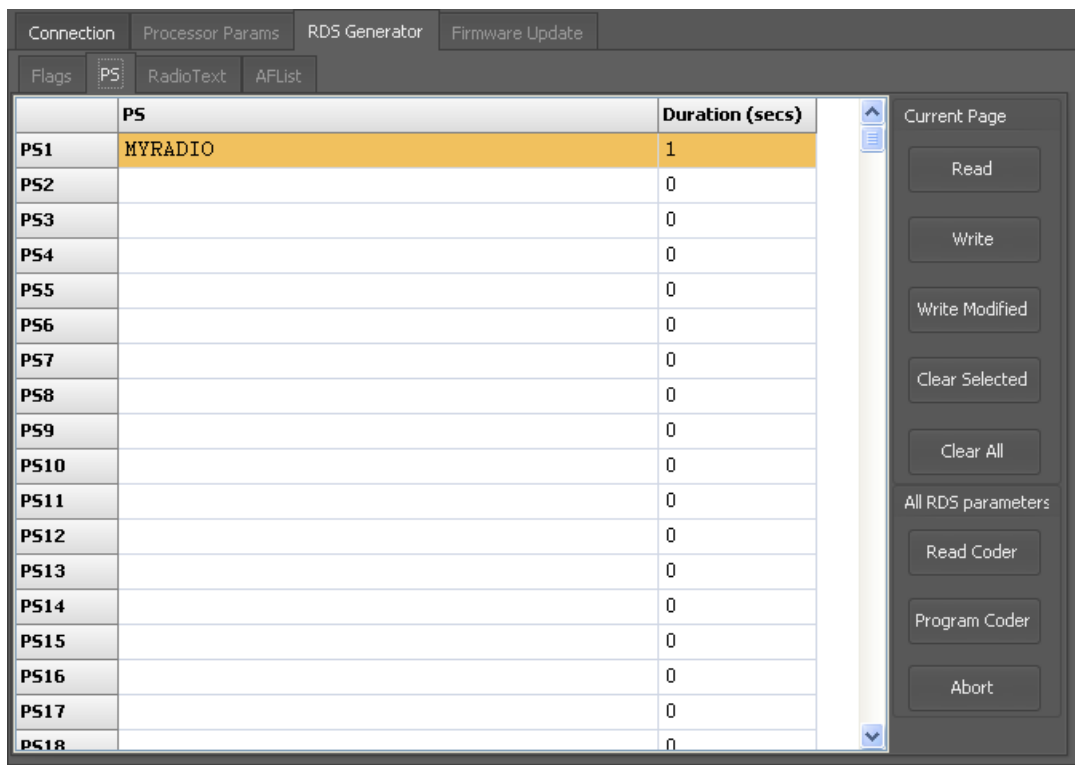 Connection Processor Params RDS Generator Firmware Update
Flags PS RadioText AFList
PS Duration (secs)
PS1 MYRADIO 1
PS2 0
PS3 0
PS4 0
PS5 0
PS6 0
PS7 0
PS8 0
PS9 0
PS10 0
PS11 0
PS12 0
PS13 0
PS14 0
PS15 0
PS16 0
PS17 0
PS18 0
Current Page
Read
Write
Write Modified
Clear Selected
Clear All
All RDS parameters
Read Coder
Program Coder
Abort